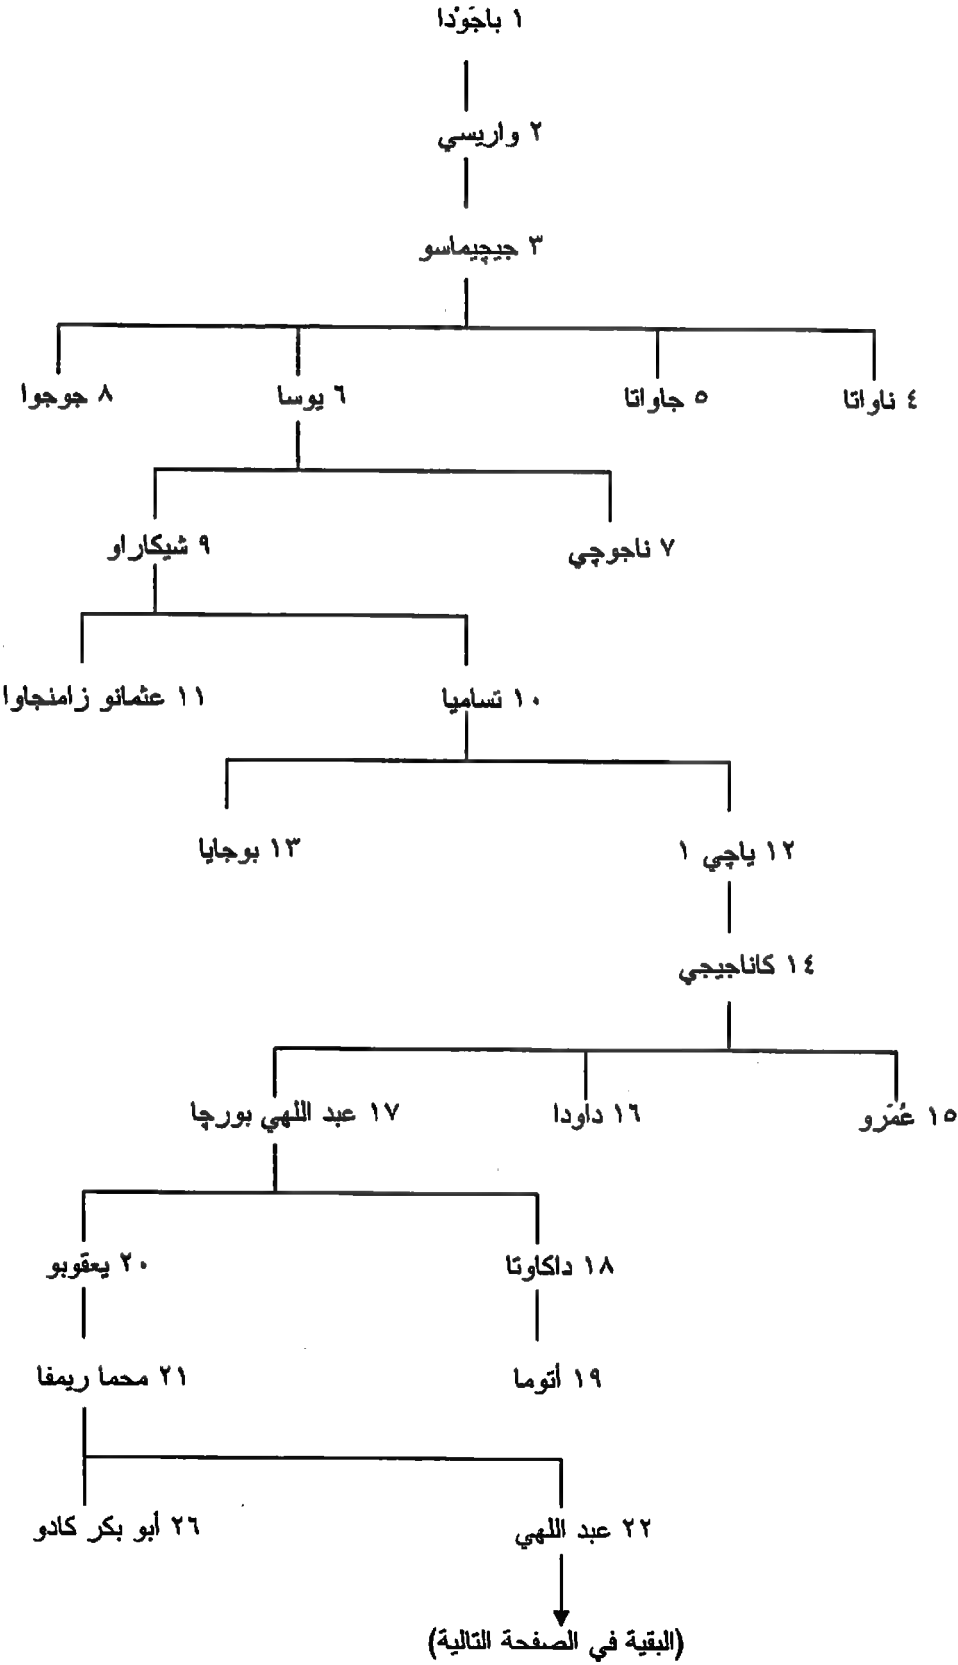 ١ باجَوْدا
٢ واريسي
٣ جيچيماسو
٤ ناواتا
٥ جاواتا
٦ يوسا
٨ جوجوا
٧ ناجوچي
٩ شيكاراو
١٠ تساميا
١١ عثمانو زامنجاوا
١٢ ياچي ١
١٣ بوجايا
١٤ كاناجيجي
١٥ عُمَرو
١٦ داودا
١٧ عبد اللهي بورچا
١٨ داكاوتا
٢٠ يعقوبو
١٩ أتوما
٢١ محما ريمفا
٢٢ عبد اللهي
٢٦ أبو بكر كادو
(البقية في الصفحة التالية)